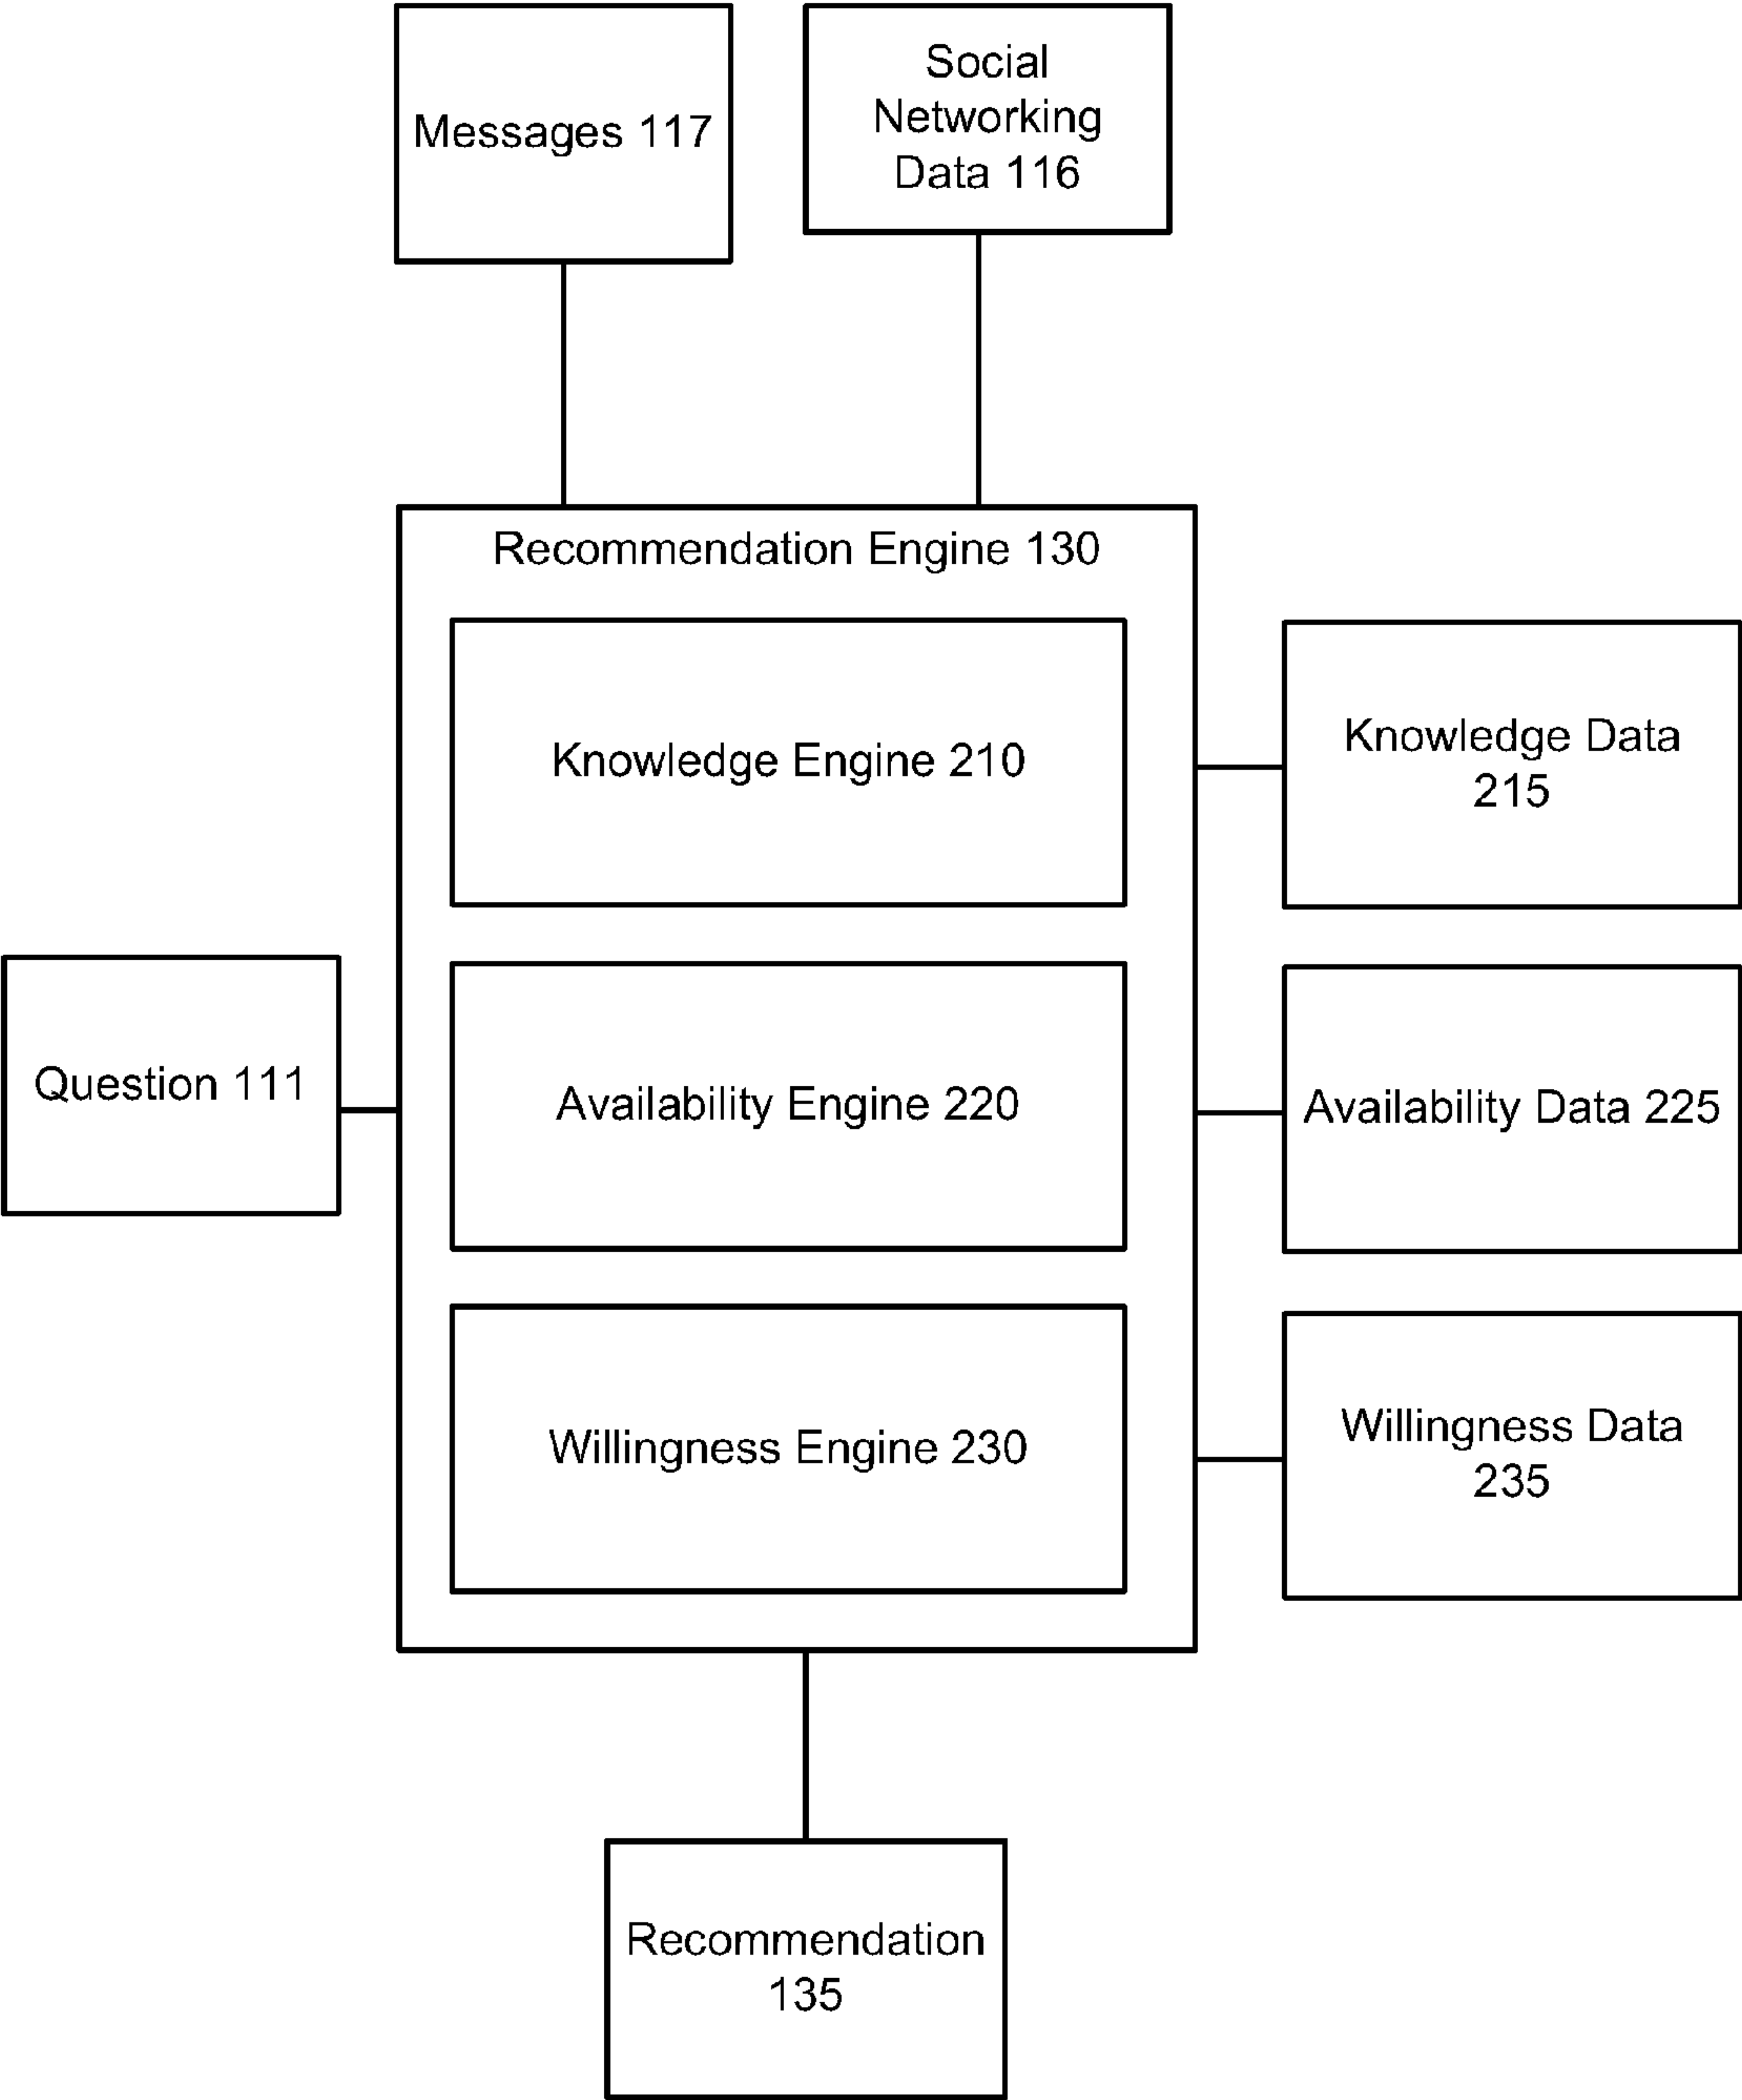 Messages 117
Social
Networking
Data 116
Recommendation Engine 130
Knowledge Engine 210
Knowledge Data
215
Question 111
Availability Engine 220
Availability Data 225
Willingness Engine 230
Willingness Data
235
Recommendation
135